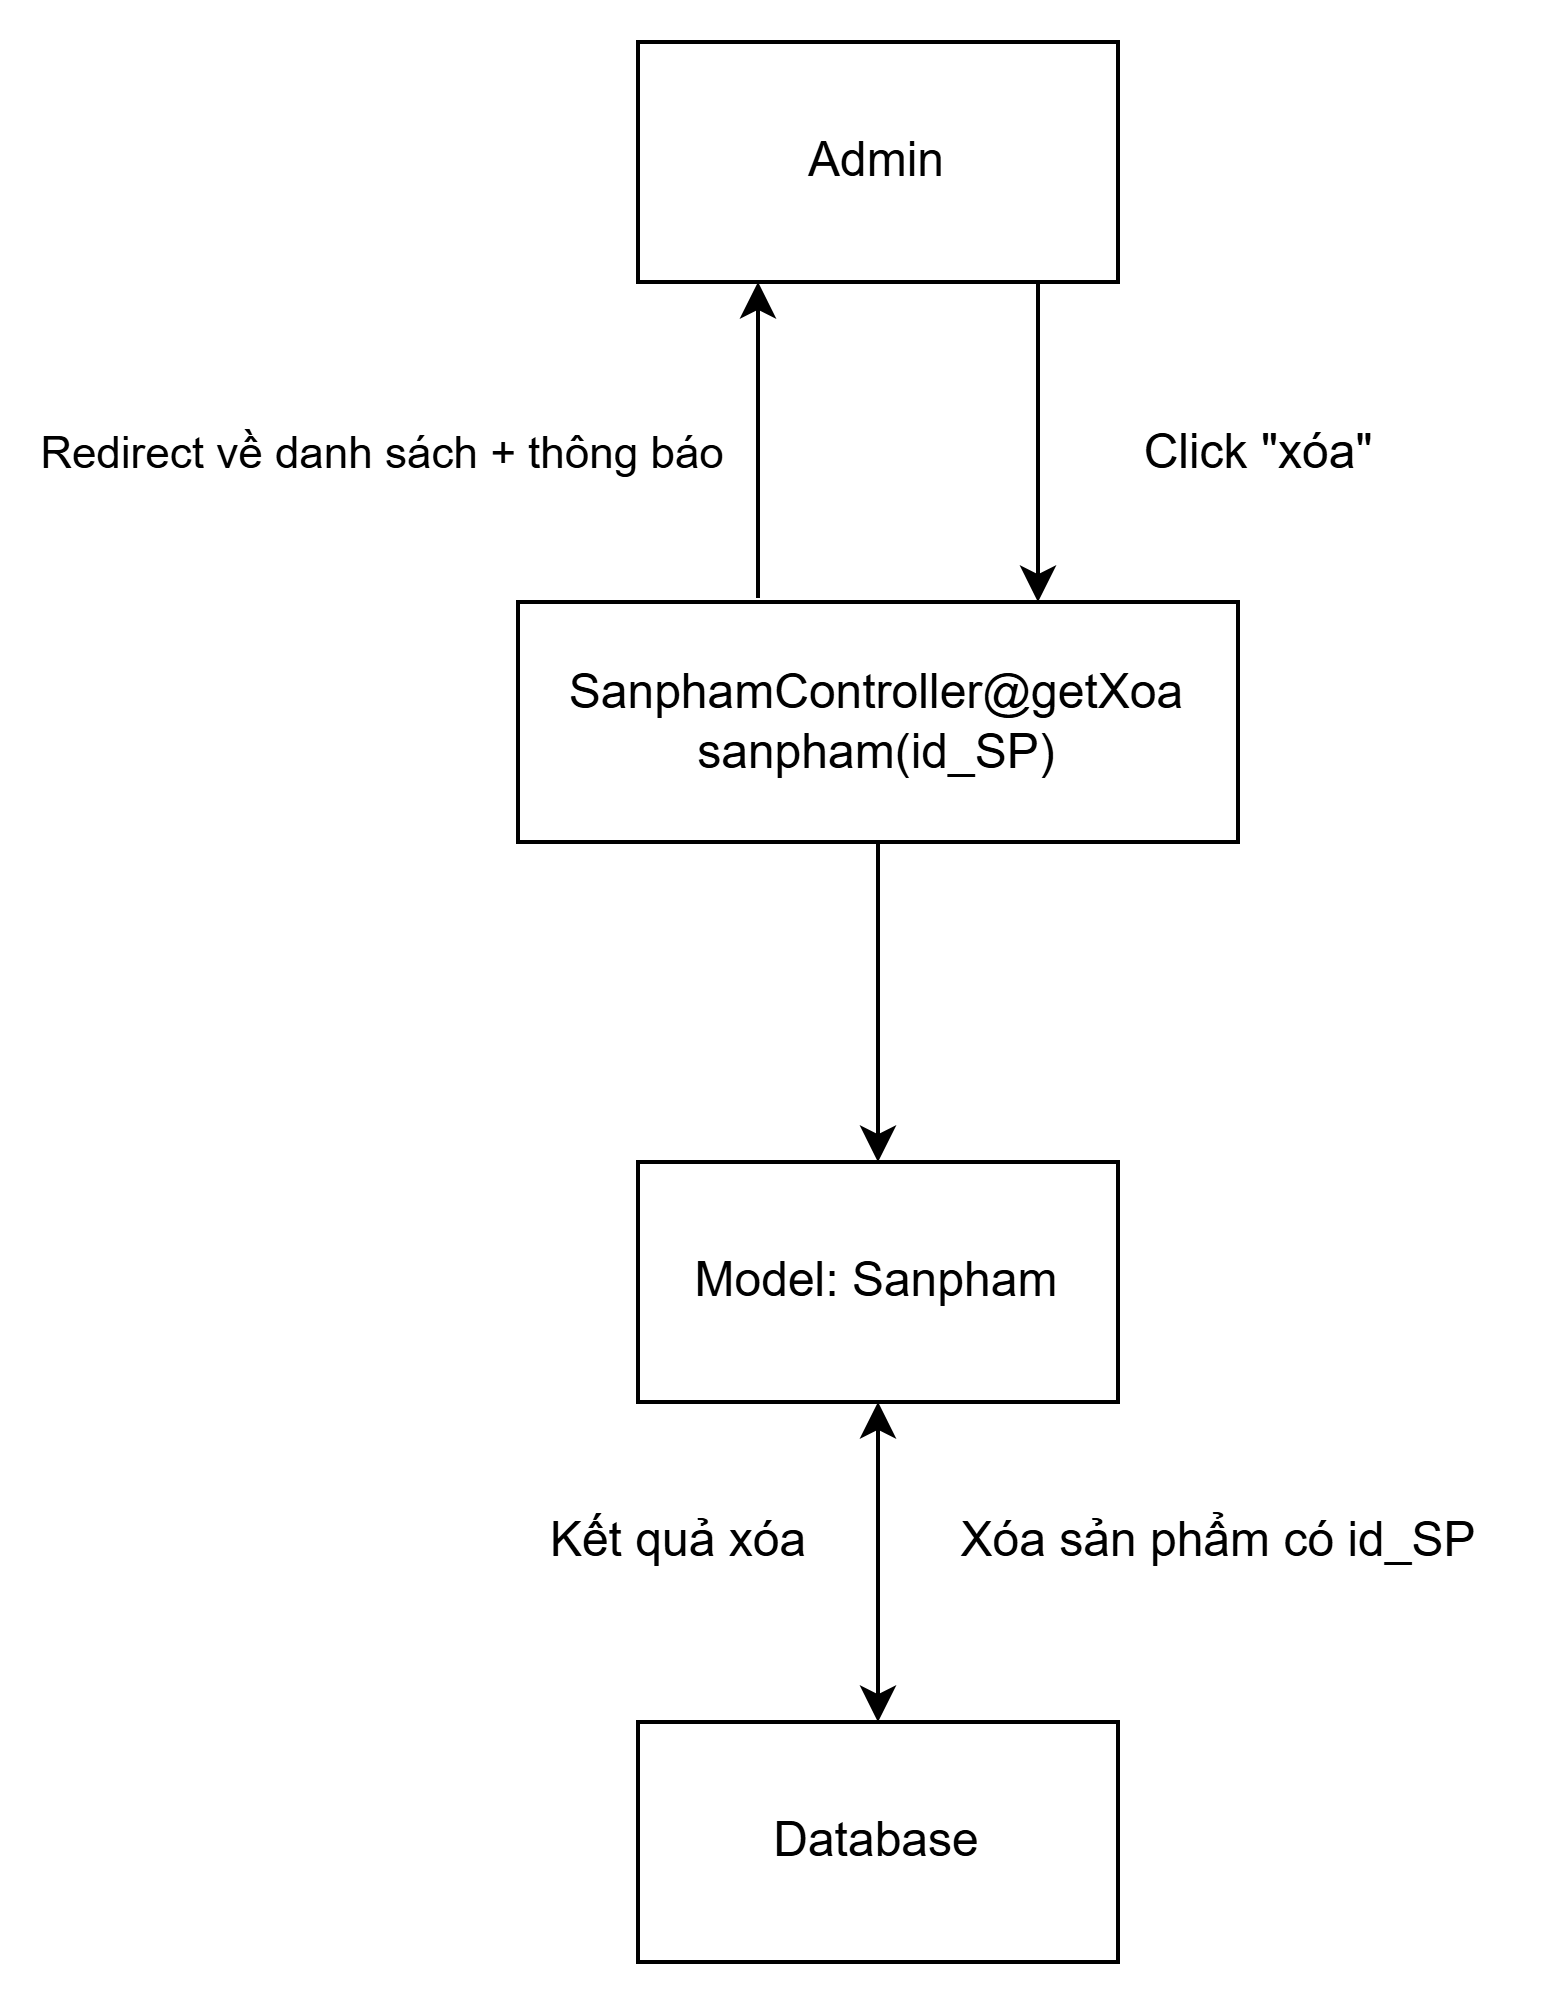 Admin
Redirect về danh sách + thông báo
Click "xóa"
SanphamController@getXoa
sanpham(id_SP)
Model: Sanpham
Kết quả xóa
Xóa sản phẩm có id_SP
Database